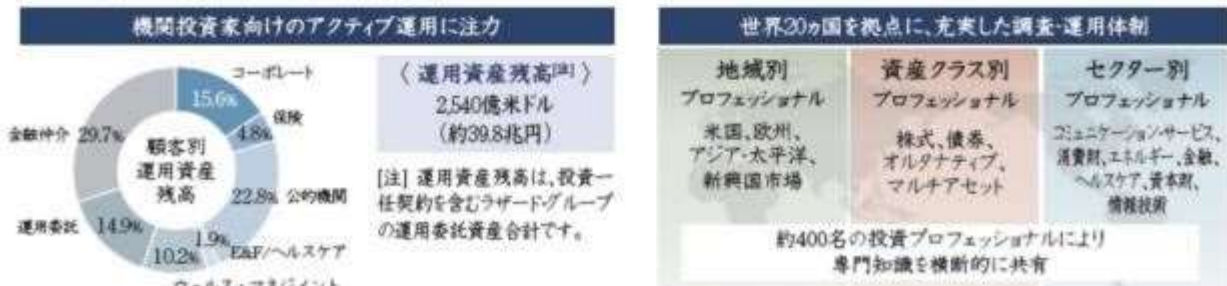 機関投資家向けのアクティブ運用に注力
コーポレート
15.6%
保険
4.8%
金融仲介 29.7%
顧客別
運用資産
残高
22.8% 公的機関
運用委託 14.9%
1.9% E&F/ヘルスケア
10.2%
ウェルス・マネジメント
〈 運用資産残高[注] 〉
2,540億米ドル
(約39.8兆円)
[注] 運用資産残高は、投資一
任契約を含むラザード・グループ
の運用委託資産合計です。
世界20ヵ国を拠点に、充実した調査・運用体制
地域別
プロフェッショナル
米国、欧州、
アジア・太平洋、
新興国市場
資産クラス別
プロフェッショナル
株式、債券、
オルタナティブ、
マルチアセット
セクター別
プロフェッショナル
コミュニケーション・サービス、
消費財、エネルギー、金融、
ヘルスケア、資本財、
情報技術
約400名の投資プロフェッショナルにより
専門知識を横断的に共有